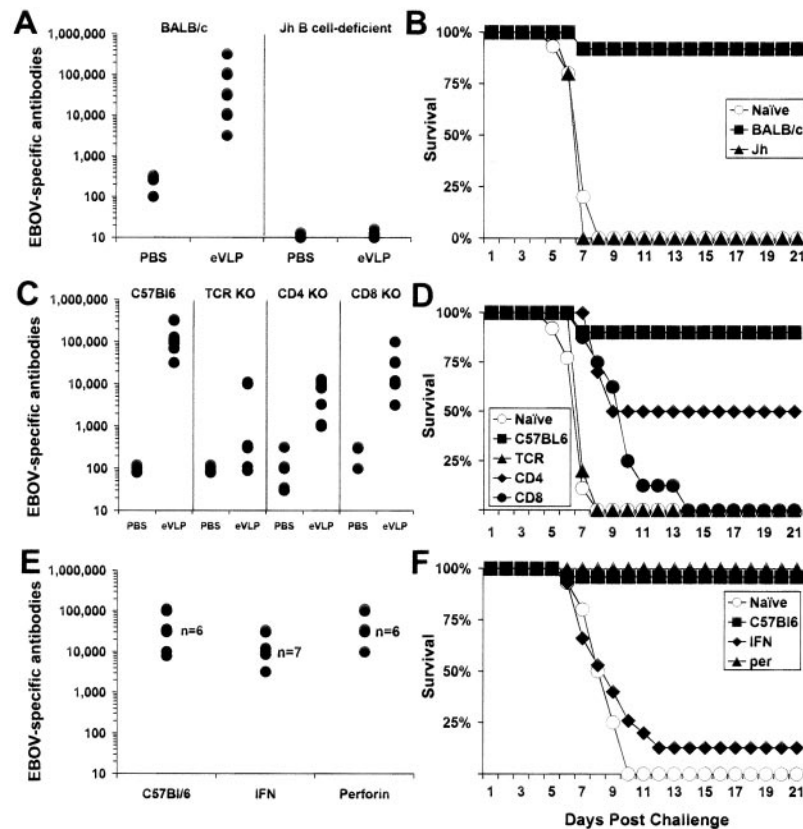 A
BALB/c Jh B cell-deficient
EBOV-specific antibodies
1,000,000
100,000
10,000
1,000
100
10
PBS eVLP PBS eVLP
B
Survival
100%
75%
50%
25%
0%
Naïve
BALB/c
Jh
1 3 5 7 9 11 13 15 17 19 21
C
C57Bl6 TCR KO CD4 KO CD8 KO
EBOV-specific antibodies
1,000,000
100,000
10,000
1,000
100
10
PBS eVLP PBS eVLP PBS eVLP PBS eVLP
D
Survival
100%
75%
50%
25%
Naïve
C57BL6
TCR
CD4
CD8
1 3 5 7 9 11 13 15 17 19 21
E
EBOV-specific antibodies
1,000,000
100,000
10,000
1,000
100
10
n=6 n=7 n=6
C57Bl/6 IFN Perforin
F
Survival
100%
75%
50%
25%
Naïve
C57Bl6
IFN
per
1 3 5 7 9 11 13 15 17 19 21
Days Post Challenge